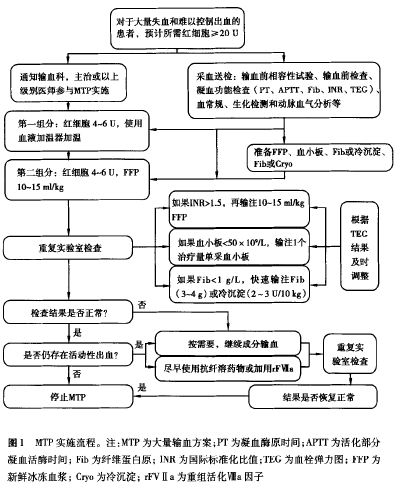 对于大量失血和难以控制出血的
患者，预计所需红细胞≥20 U
通知输血科，主治或以上
级别医师参与MTP实施
采血送检：输血前相容性试验、输血前检查、
凝血功能检查（PT、APTT、Fib、INR、TEG）、
血常规、生化检测和动脉血气分析等
第一组分：红细胞 4~6 U，使用
血液加温器加温
准备FFP、血小板、Fib或冷沉淀、
Fib或Cryo
第二组分：红细胞 4~6 U，FFP
10~15 ml/kg
重复实验室检查
如果INR>1.5，再输注10~15 ml/kg
FFP
如果血小板<50×10⁹/L，输注1个
治疗量单采血小板
如果Fib<1 g/L，快速输注Fib
（3~4 g）或冷沉淀（2~3 U/10 kg）
根据
TEG
结果
及时
调整
检查结果是否正常？
否
是
是否仍存在活动性出血？
是
按需要，继续成分输血
尽早使用抗纤溶药物或加用rFⅦa
重复实
验室检查
否
停止MTP
是
结果是否恢复正常
图1 MTP实施流程。注：MTP为大量输血方案；PT为凝血酶原时间；APTT为活化部分
凝血活酶时间；Fib为纤维蛋白原；INR为国际标准化比值；TEG为血栓弹力图；FFP为
新鲜冰冻血浆；Cryo为冷沉淀；rFVⅡa为重组活化Ⅷa因子